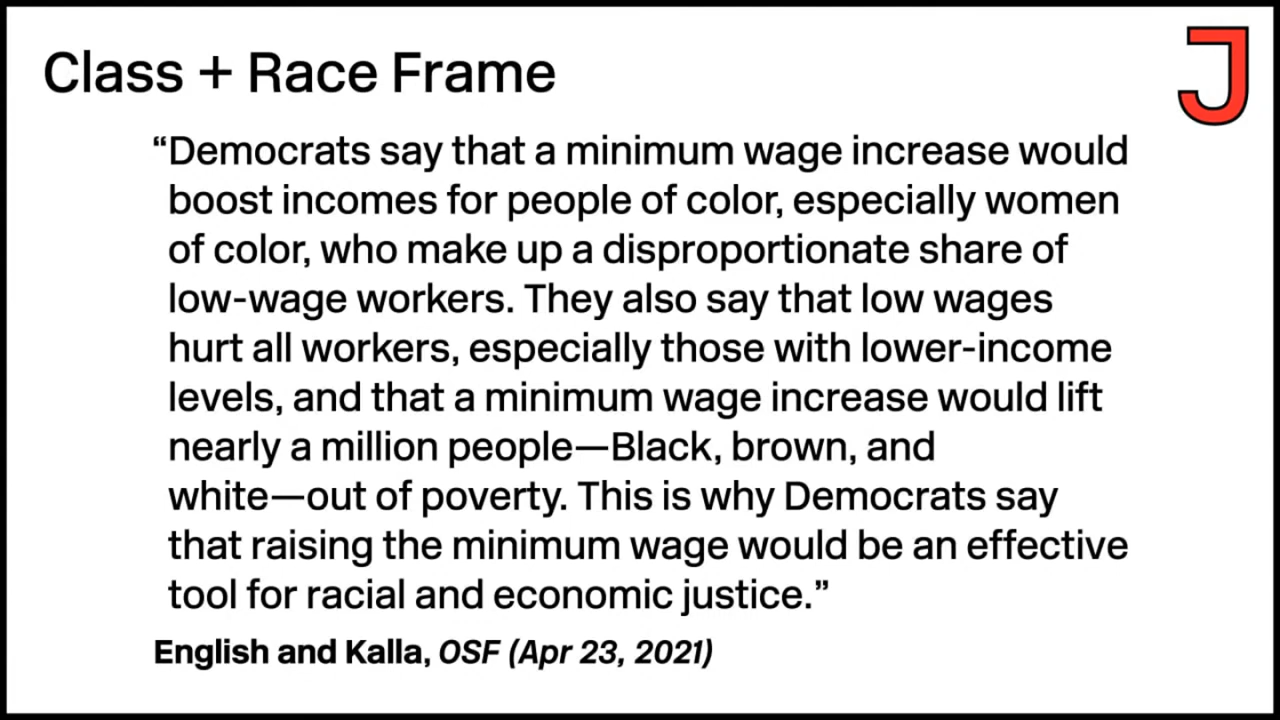 Class + Race Frame
J
“Democrats say that a minimum wage increase would
boost incomes for people of color, especially women
of color, who make up a disproportionate share of
low-wage workers. They also say that low wages
hurt all workers, especially those with lower-income
levels, and that a minimum wage increase would lift
nearly a million people—Black, brown, and
white—out of poverty. This is why Democrats say
that raising the minimum wage would be an effective
tool for racial and economic justice.”
English and Kalla, OSF (Apr 23, 2021)